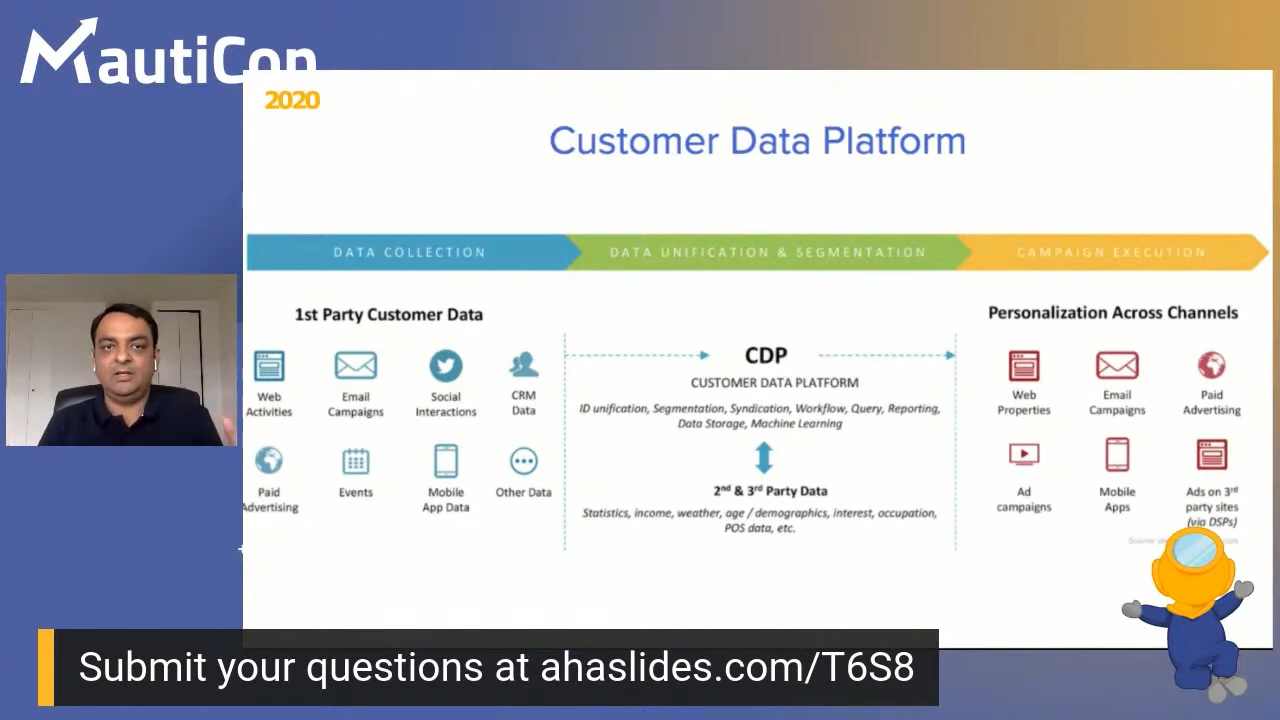 MautiCon
2020
Customer Data Platform
DATA COLLECTION
DATA UNIFICATION & SEGMENTATION
CAMPAIGN EXECUTION
1st Party Customer Data
Web
Activities
Email
Campaigns
Social
Interactions
CRM
Data
Paid
Advertising
Events
Mobile
App Data
Other Data
CDP
CUSTOMER DATA PLATFORM
ID unification, Segmentation, Syndication, Workflow, Query, Reporting,
Data Storage, Machine Learning
2nd & 3rd Party Data
Statistics, income, weather, age / demographics, interest, occupation,
POS data, etc.
Personalization Across Channels
Web
Properties
Email
Campaigns
Paid
Advertising
Ad
campaigns
Mobile
Apps
Ads on 3rd
party sites
(via DSPs)
Source:
Submit your questions at ahaslides.com/T6S8